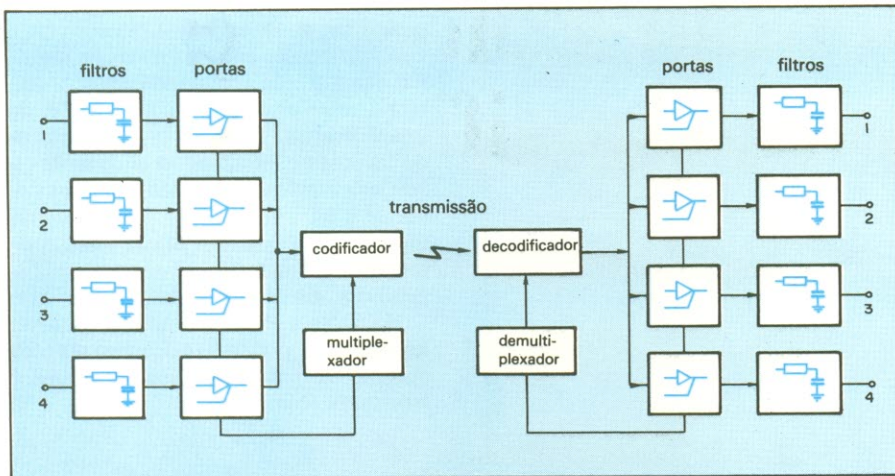 filtros portas
1
2
3
4
codificador
multiple-
xador
transmissão
decodificador
demulti-
plexador
portas filtros
1
2
3
4